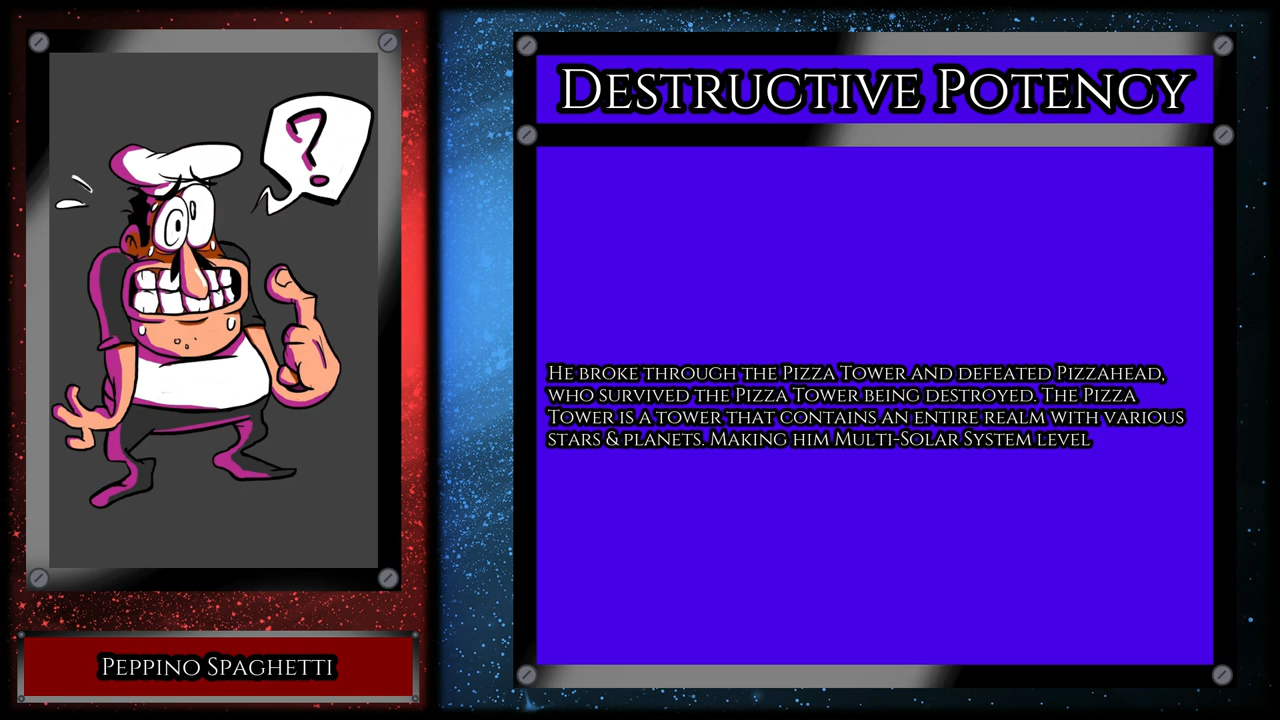 ?
Destructive Potency
He broke through the Pizza Tower and defeated Pizzahead,
who survived the Pizza Tower being destroyed. The Pizza
Tower is a tower that contains an entire realm with various
stars & planets. Making him Multi-Solar System level
Peppino Spaghetti